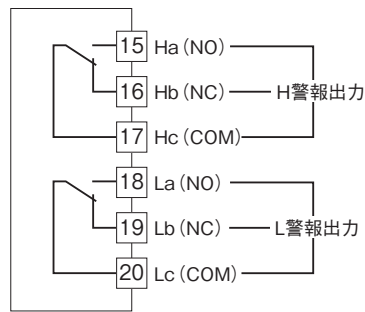 15 Ha (NO)
16 Hb (NC) H警報出力
17 Hc (COM)
18 La (NO)
19 Lb (NC) L警報出力
20 Lc (COM)